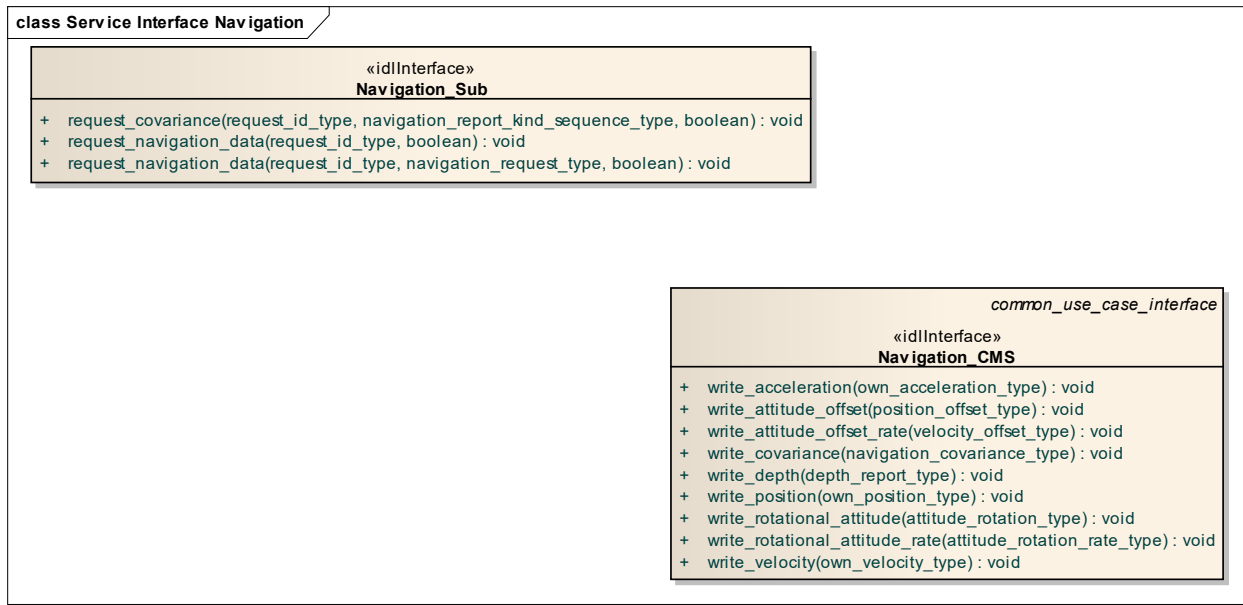 class Service Interface Navigation
«idlInterface»
Navigation_Sub
+ request_covariance(request_id_type, navigation_report_kind_sequence_type, boolean) : void
+ request_navigation_data(request_id_type, boolean) : void
+ request_navigation_data(request_id_type, navigation_request_type, boolean) : void
common_use_case_interface
«idlInterface»
Navigation_CMS
+ write_acceleration(own_acceleration_type) : void
+ write_attitude_offset(position_offset_type) : void
+ write_attitude_offset_rate(velocity_offset_type) : void
+ write_covariance(navigation_covariance_type) : void
+ write_depth(depth_report_type) : void
+ write_position(own_position_type) : void
+ write_rotational_attitude(attitude_rotation_type) : void
+ write_rotational_attitude_rate(attitude_rotation_rate_type) : void
+ write_velocity(own_velocity_type) : void